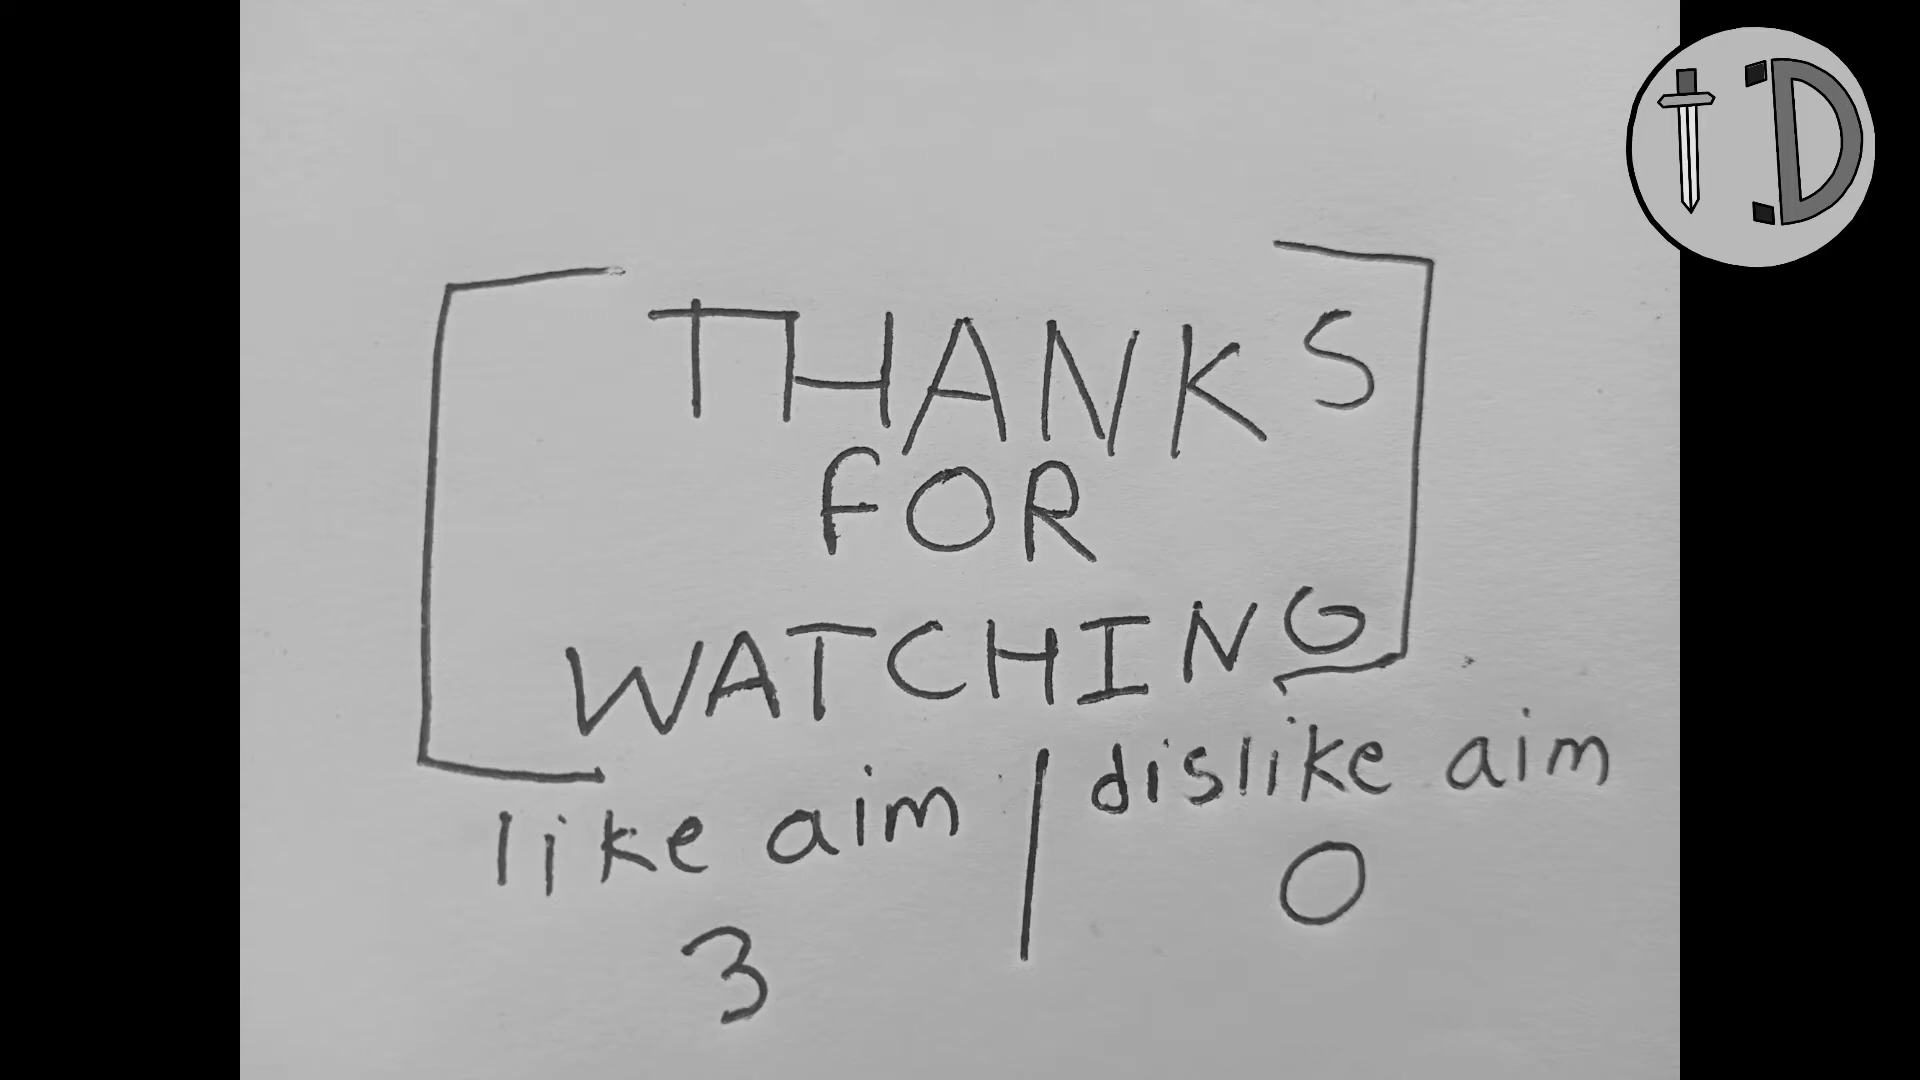 D
THANKS
FOR
WATCHING
like aim / dislike aim
3 0